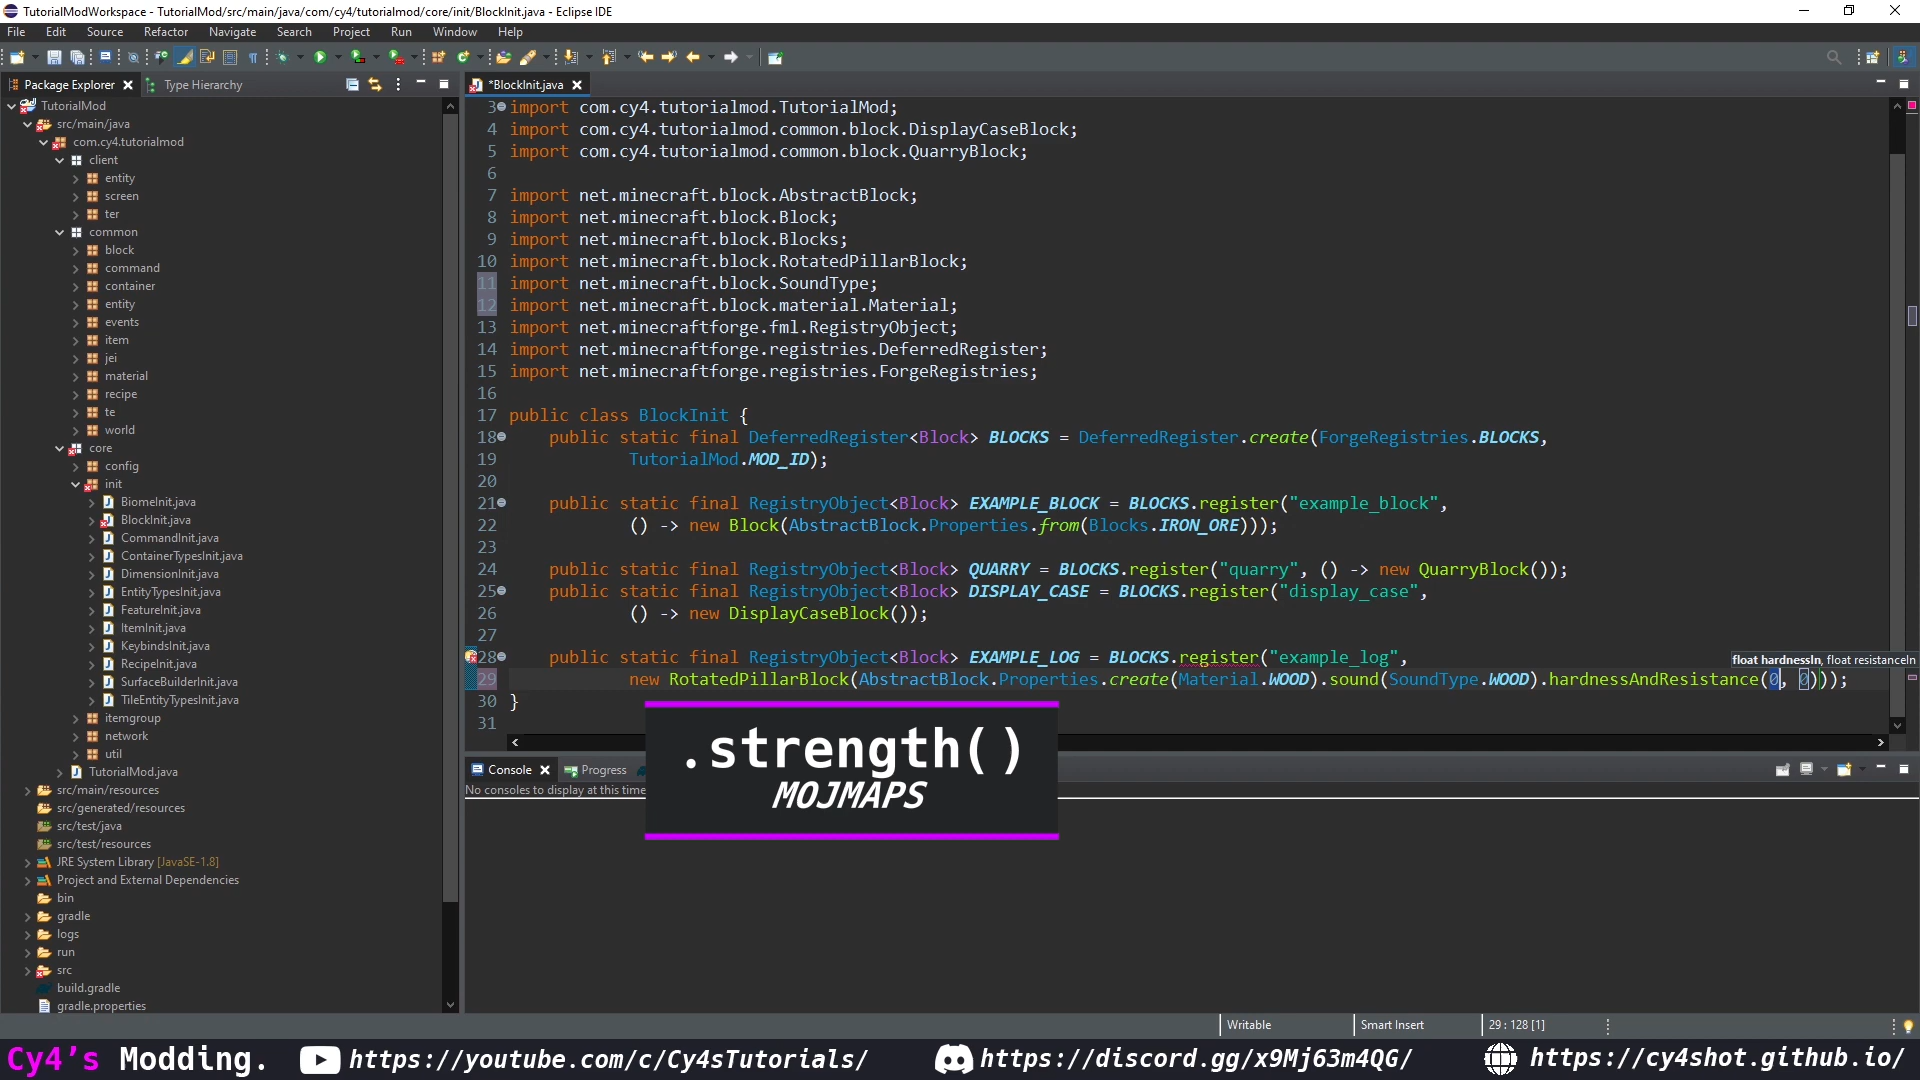 TutorialModWorkspace - TutorialMod/src/main/java/com/cy4/tutorialmod/core/init/BlockInit.java - Eclipse IDE
File Edit Source Refactor Navigate Search Project Run Window Help
Package Explorer Type Hierarchy
*BlockInit.java
TutorialMod
src/main/java
com.cy4.tutorialmod
client
entity
screen
ter
common
block
command
container
entity
events
item
jei
material
recipe
te
world
core
config
init
BiomeInit.java
BlockInit.java
CommandInit.java
ContainerTypesInit.java
DimensionInit.java
EntityTypesInit.java
FeatureInit.java
ItemInit.java
KeybindsInit.java
RecipeInit.java
SurfaceBuilderInit.java
TileEntityTypesInit.java
itemgroup
network
util
TutorialMod.java
src/main/resources
src/generated/resources
src/test/java
src/test/resources
JRE System Library [JavaSE-1.8]
Project and External Dependencies
bin
gradle
logs
run
src
build.gradle
gradle.properties
3 import com.cy4.tutorialmod.TutorialMod;
4 import com.cy4.tutorialmod.common.block.DisplayCaseBlock;
5 import com.cy4.tutorialmod.common.block.QuarryBlock;
6
7 import net.minecraft.block.AbstractBlock;
8 import net.minecraft.block.Block;
9 import net.minecraft.block.Blocks;
10 import net.minecraft.block.RotatedPillarBlock;
11 import net.minecraft.block.SoundType;
12 import net.minecraft.block.material.Material;
13 import net.minecraftforge.fml.RegistryObject;
14 import net.minecraftforge.registries.DeferredRegister;
15 import net.minecraftforge.registries.ForgeRegistries;
16
17 public class BlockInit {
18 public static final DeferredRegister<Block> BLOCKS = DeferredRegister.create(ForgeRegistries.BLOCKS,
19 TutorialMod.MOD_ID);
20
21 public static final RegistryObject<Block> EXAMPLE_BLOCK = BLOCKS.register("example_block",
22 () -> new Block(AbstractBlock.Properties.from(Blocks.IRON_ORE)));
23
24 public static final RegistryObject<Block> QUARRY = BLOCKS.register("quarry", () -> new QuarryBlock());
25 public static final RegistryObject<Block> DISPLAY_CASE = BLOCKS.register("display_case",
26 () -> new DisplayCaseBlock());
27
28 public static final RegistryObject<Block> EXAMPLE_LOG = BLOCKS.register("example_log",
float hardnessIn, float resistanceIn
29 new RotatedPillarBlock(AbstractBlock.Properties.create(Material.WOOD).sound(SoundType.WOOD).hardnessAndResistance(0, 0)));
30 }
31
.strength()
MOJMAPS
Console Progress
No consoles to display at this time
Writable Smart Insert 29 : 128 [1]
Cy4's Modding. https://youtube.com/c/Cy4sTutorials/ https://discord.gg/x9Mj63m4QG/ https://cy4shot.github.io/